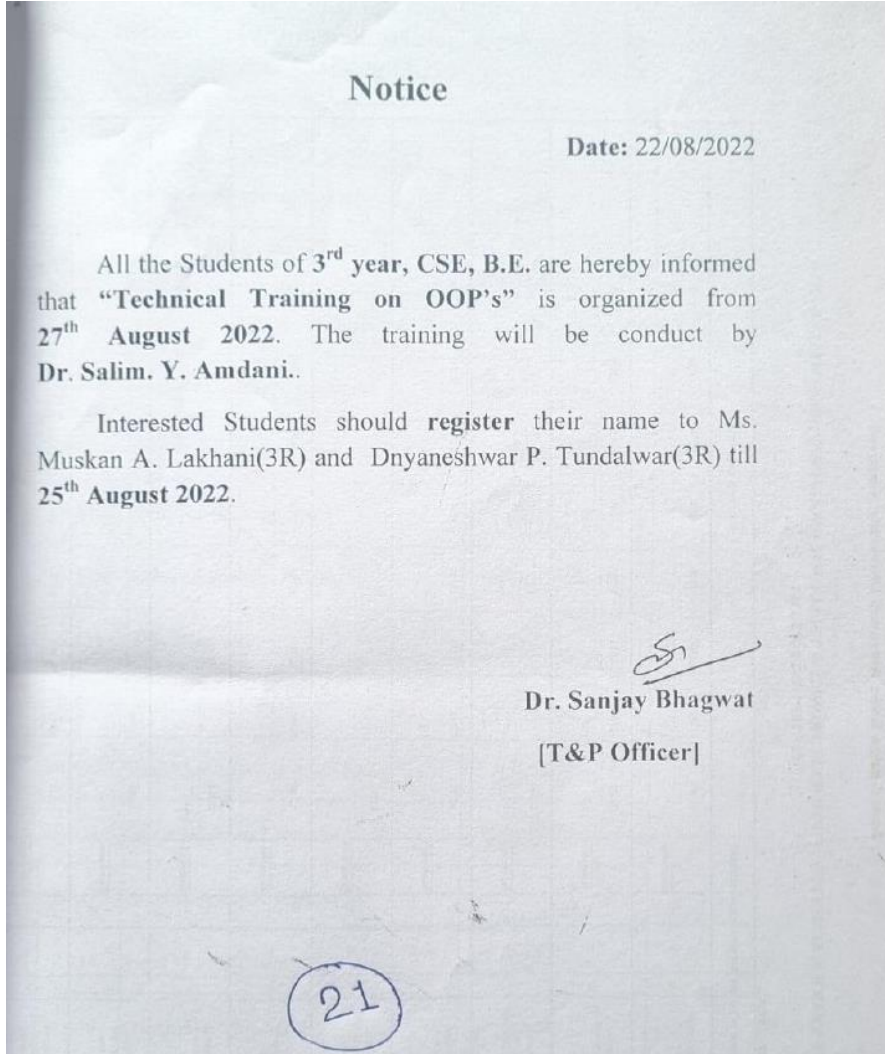 Notice
Date: 22/08/2022
All the Students of 3rd year, CSE, B.E. are hereby informed
that “Technical Training on OOP’s” is organized from
27th August 2022. The training will be conduct by
Dr. Salim. Y. Amdani..
Interested Students should register their name to Ms.
Muskan A. Lakhani(3R) and Dnyaneshwar P. Tundalwar(3R) till
25th August 2022.
Dr. Sanjay Bhagwat
[T&P Officer]
21